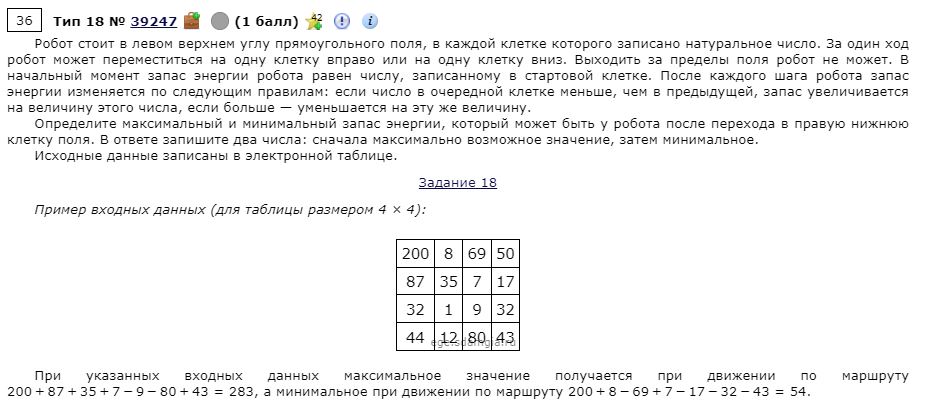 36 Тип 18 № 39247 (1 балл) 42 i
Робот стоит в левом верхнем углу прямоугольного поля, в каждой клетке которого записано натуральное число. За один ход
робот может переместиться на одну клетку вправо или на одну клетку вниз. Выходить за пределы поля робот не может. В
начальный момент запас энергии робота равен числу, записанному в стартовой клетке. После каждого шага робота запас
энергии изменяется по следующим правилам: если число в очередной клетке меньше, чем в предыдущей, запас увеличивается
на величину этого числа, если больше — уменьшается на эту же величину.
Определите максимальный и минимальный запас энергии, который может быть у робота после перехода в правую нижнюю
клетку поля. В ответе запишите два числа: сначала максимально возможное значение, затем минимальное.
Исходные данные записаны в электронной таблице.
Задание 18
Пример входных данных (для таблицы размером 4 × 4):
200 8 69 50
87 35 7 17
32 1 9 32
44 12 80 43
При указанных входных данных максимальное значение получается при движении по маршруту
200 + 87 + 35 + 7 − 9 − 80 + 43 = 283, а минимальное при движении по маршруту 200 + 8 − 69 + 7 − 17 − 32 − 43 = 54.